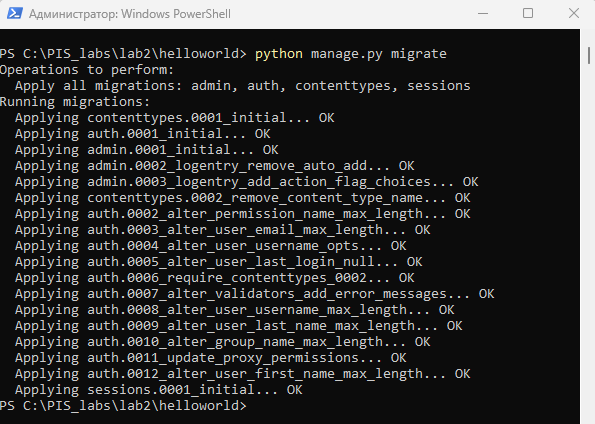 Администратор: Windows PowerShell
PS C:\PIS_labs\lab2\helloworld> python manage.py migrate
Operations to perform:
  Apply all migrations: admin, auth, contenttypes, sessions
Running migrations:
  Applying contenttypes.0001_initial... OK
  Applying auth.0001_initial... OK
  Applying admin.0001_initial... OK
  Applying admin.0002_logentry_remove_auto_add... OK
  Applying admin.0003_logentry_add_action_flag_choices... OK
  Applying contenttypes.0002_remove_content_type_name... OK
  Applying auth.0002_alter_permission_name_max_length... OK
  Applying auth.0003_alter_user_email_max_length... OK
  Applying auth.0004_alter_user_username_opts... OK
  Applying auth.0005_alter_user_last_login_null... OK
  Applying auth.0006_require_contenttypes_0002... OK
  Applying auth.0007_alter_validators_add_error_messages... OK
  Applying auth.0008_alter_user_username_max_length... OK
  Applying auth.0009_alter_user_last_name_max_length... OK
  Applying auth.0010_alter_group_name_max_length... OK
  Applying auth.0011_update_proxy_permissions... OK
  Applying auth.0012_alter_user_first_name_max_length... OK
  Applying sessions.0001_initial... OK
PS C:\PIS_labs\lab2\helloworld>